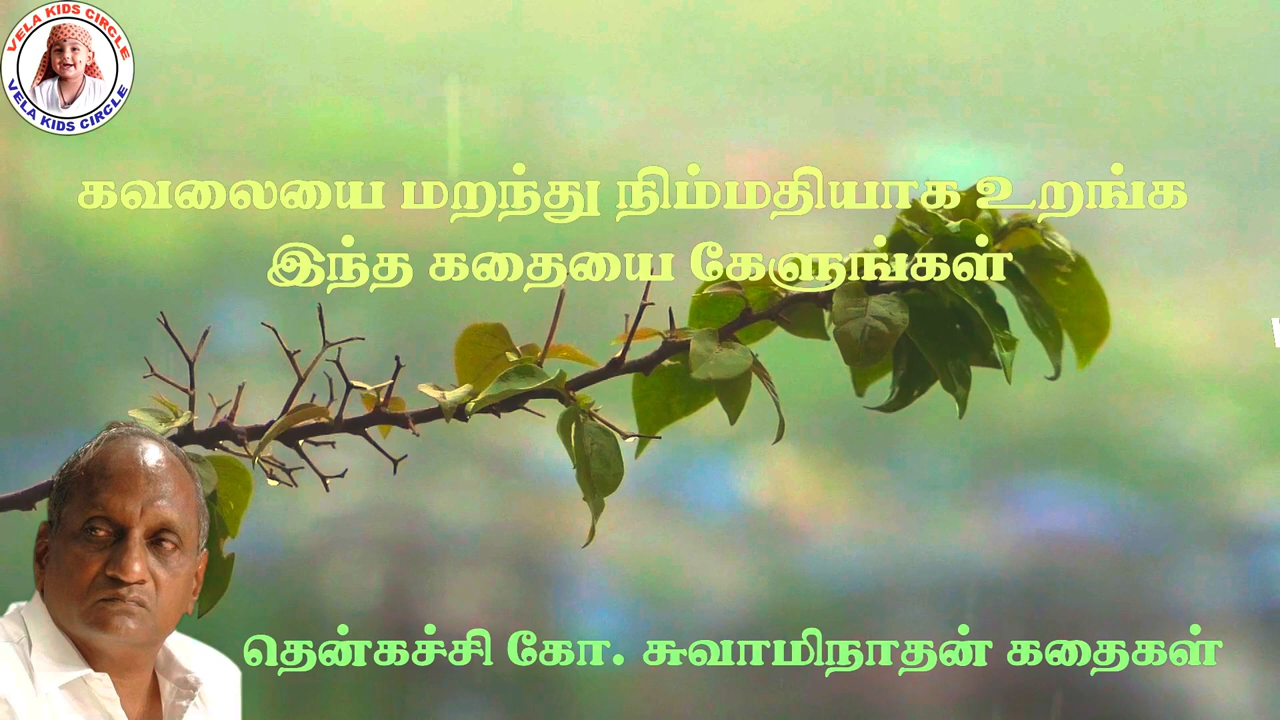 VELA KIDS CIRCLE
VELA KIDS CIRCLE
கவலையை மறந்து நிம்மதியாக உறங்க
இந்த கதையை கேளுங்கள்
தென்கச்சி கோ. சுவாமிநாதன் கதைகள்